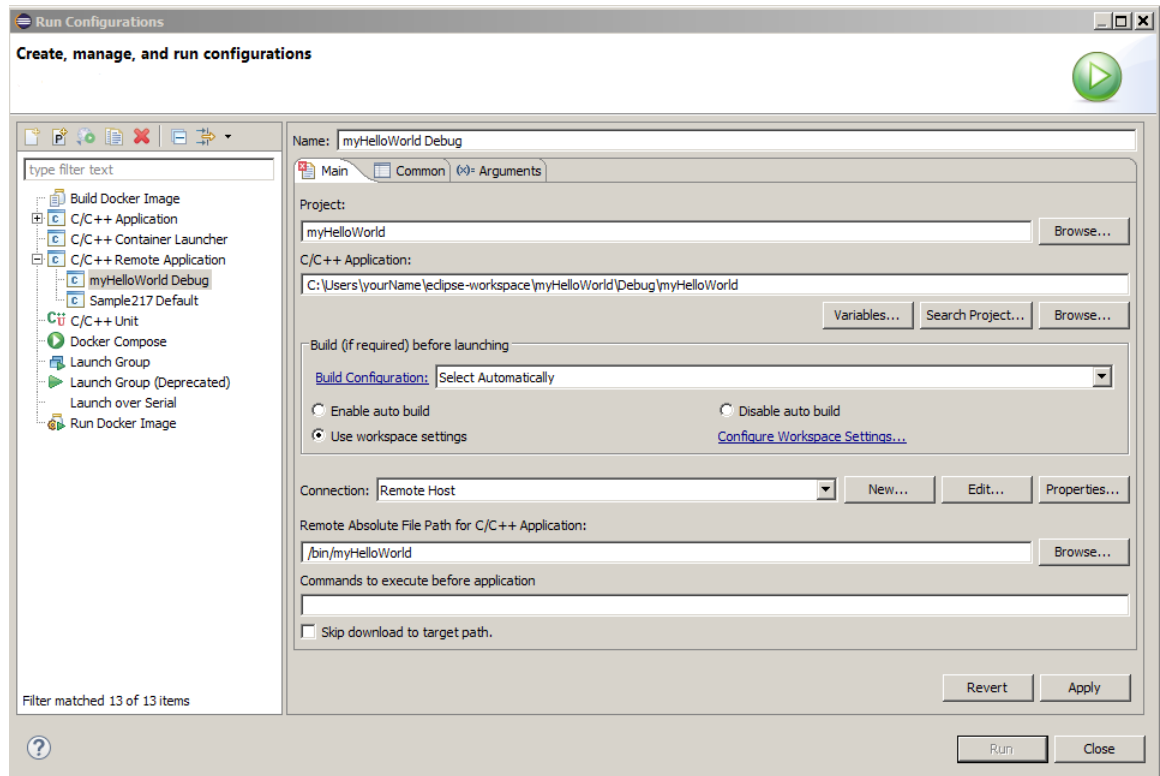 Run Configurations
Create, manage, and run configurations
type filter text
Build Docker Image
C/C++ Application
C/C++ Container Launcher
C/C++ Remote Application
myHelloWorld Debug
Sample217 Default
C/C++ Unit
Docker Compose
Launch Group
Launch Group (Deprecated)
Launch over Serial
Run Docker Image
Filter matched 13 of 13 items
Name: myHelloWorld Debug
Main Common (x)= Arguments
Project:
myHelloWorld Browse...
C/C++ Application:
C:\Users\yourName\eclipse-workspace\myHelloWorld\Debug\myHelloWorld
Variables... Search Project... Browse...
Build (if required) before launching
Build Configuration: Select Automatically
Enable auto build Disable auto build
Use workspace settings Configure Workspace Settings...
Connection: Remote Host New... Edit... Properties...
Remote Absolute File Path for C/C++ Application:
/bin/myHelloWorld Browse...
Commands to execute before application
Skip download to target path.
Revert Apply
? Run Close